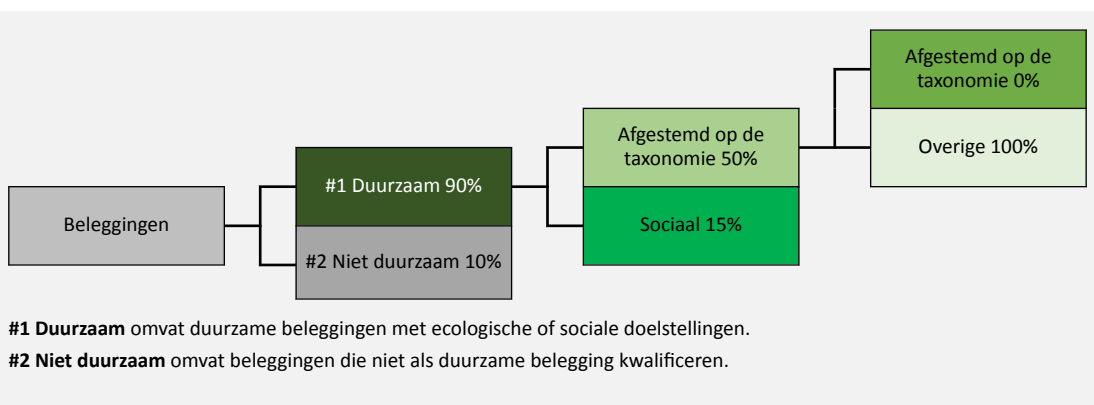 Afgestemd op de
taxonomie 0%
Overige 100%
Afgestemd op de
taxonomie 50%
Sociaal 15%
#1 Duurzaam 90%
#2 Niet duurzaam 10%
Beleggingen
#1 Duurzaam omvat duurzame beleggingen met ecologische of sociale doelstellingen.
#2 Niet duurzaam omvat beleggingen die niet als duurzame belegging kwalificeren.